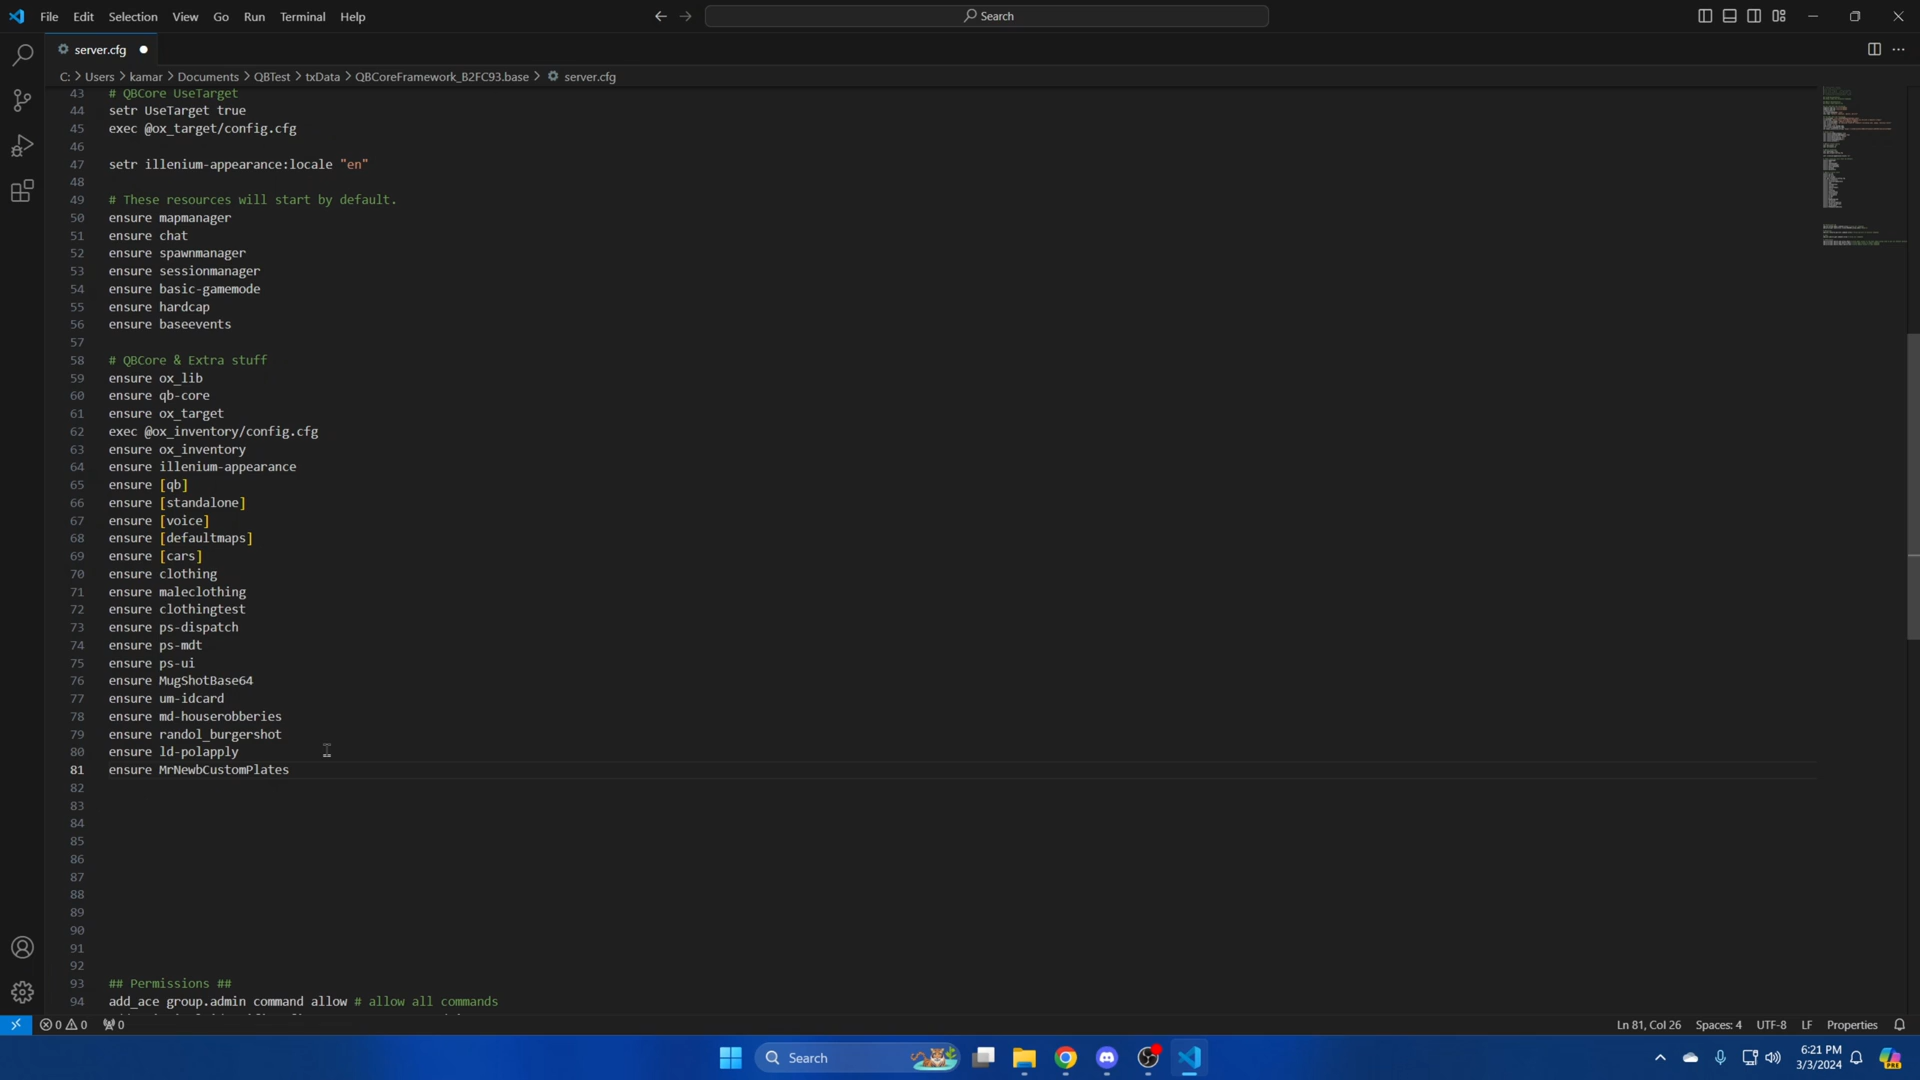 File Edit Selection View Go Run Terminal Help
Search
server.cfg
C: > Users > kamar > Documents > QBTest > txData > QBCoreFramework_B2FC93.base > server.cfg
43 # QBCore UseTarget
44 setr UseTarget true
45 exec @ox_target/config.cfg
46
47 setr illenium-appearance:locale "en"
48
49 # These resources will start by default.
50 ensure mapmanager
51 ensure chat
52 ensure spawnmanager
53 ensure sessionmanager
54 ensure basic-gamemode
55 ensure hardcap
56 ensure baseevents
57
58 # QBCore & Extra stuff
59 ensure ox_lib
60 ensure qb-core
61 ensure ox_target
62 exec @ox_inventory/config.cfg
63 ensure ox_inventory
64 ensure illenium-appearance
65 ensure [qb]
66 ensure [standalone]
67 ensure [voice]
68 ensure [defaultmaps]
69 ensure [cars]
70 ensure clothing
71 ensure maleclothing
72 ensure clothingtest
73 ensure ps-dispatch
74 ensure ps-mdt
75 ensure ps-ui
76 ensure MugShotBase64
77 ensure um-idcard
78 ensure md-houserobberies
79 ensure randol_burgershot
80 ensure ld-polapply
81 ensure MrNewbCustomPlates
82
83
84
85
86
87
88
89
90
91
92
93 ## Permissions ##
94 add_ace group.admin command allow # allow all commands
0 0 0
Ln 81, Col 26 Spaces: 4 UTF-8 LF Properties
Search
6:21 PM
3/3/2024
PRE